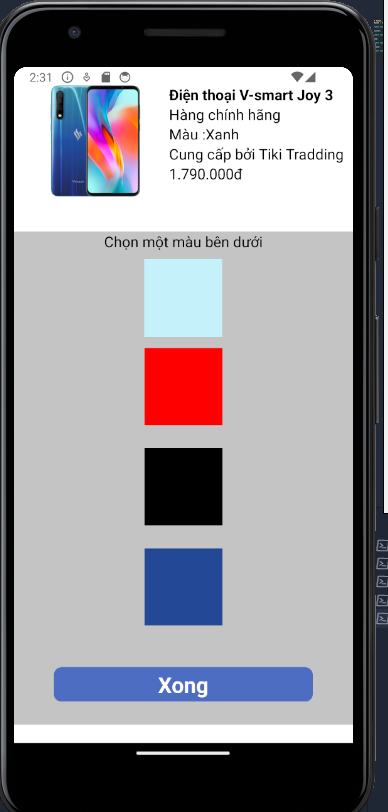 2:31
Điện thoại V-smart Joy 3
Hàng chính hãng
Màu :Xanh
Cung cấp bởi Tiki Tradding
1.790.000đ
Chọn một màu bên dưới
Xong